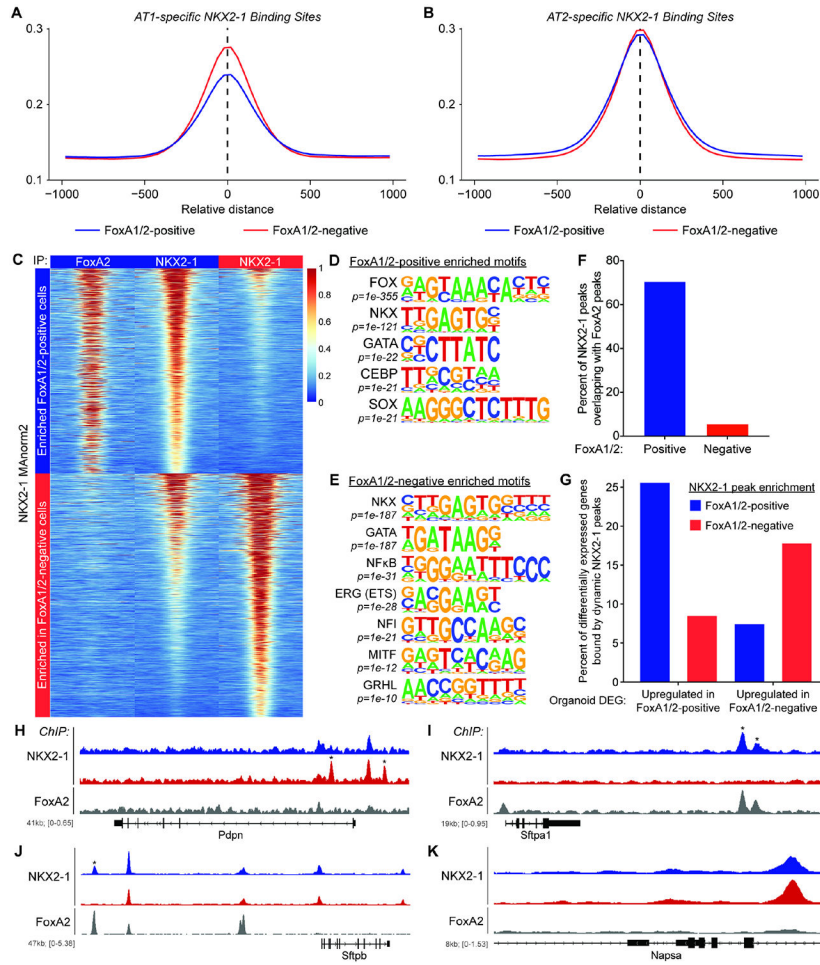 A
AT1-specific NKX2-1 Binding Sites
0.3
0.2
0.1
−1000
−500
0
500
1000
Relative distance
FoxA1/2-positive
FoxA1/2-negative
B
AT2-specific NKX2-1 Binding Sites
0.3
0.2
0.1
−1000
−500
0
500
1000
Relative distance
FoxA1/2-positive
FoxA1/2-negative
C
IP:
FoxA2
NKX2-1
NKX2-1
NKX2-1 MAnorm2
Enriched FoxA1/2-positive cells
Enriched in FoxA1/2-negative cells
1
0.8
0.6
0.4
0.2
0
D
FoxA1/2-positive enriched motifs
FOX
p=1e-355
NKX
p=1e-121
GATA
p=1e-22
CEBP
p=1e-21
SOX
p=1e-21
E
FoxA1/2-negative enriched motifs
NKX
p=1e-187
GATA
p=1e-187
NFκB
p=1e-31
ERG (ETS)
p=1e-28
NFI
p=1e-21
MITF
p=1e-12
GRHL
p=1e-10
F
Percent of NKX2-1 peaks
overlapping with FoxA2 peaks
80
60
40
20
0
FoxA1/2:
Positive
Negative
G
Percent of differentially expressed genes
bound by dynamic NKX2-1 peaks
25
20
15
10
5
0
NKX2-1 peak enrichment
FoxA1/2-positive
FoxA1/2-negative
Organoid DEG:
Upregulated in
FoxA1/2-positive
Upregulated in
FoxA1/2-negative
H
ChIP:
NKX2-1
FoxA2
41kb; [0-0.65]
Pdpn
* *
I
ChIP:
NKX2-1
FoxA2
19kb; [0-0.95]
Sftpa1
* *
J
NKX2-1
FoxA2
47kb [0-5.38]
Sftpb
*
K
NKX2-1
FoxA2
8kb; [0-1.53]
Napsa